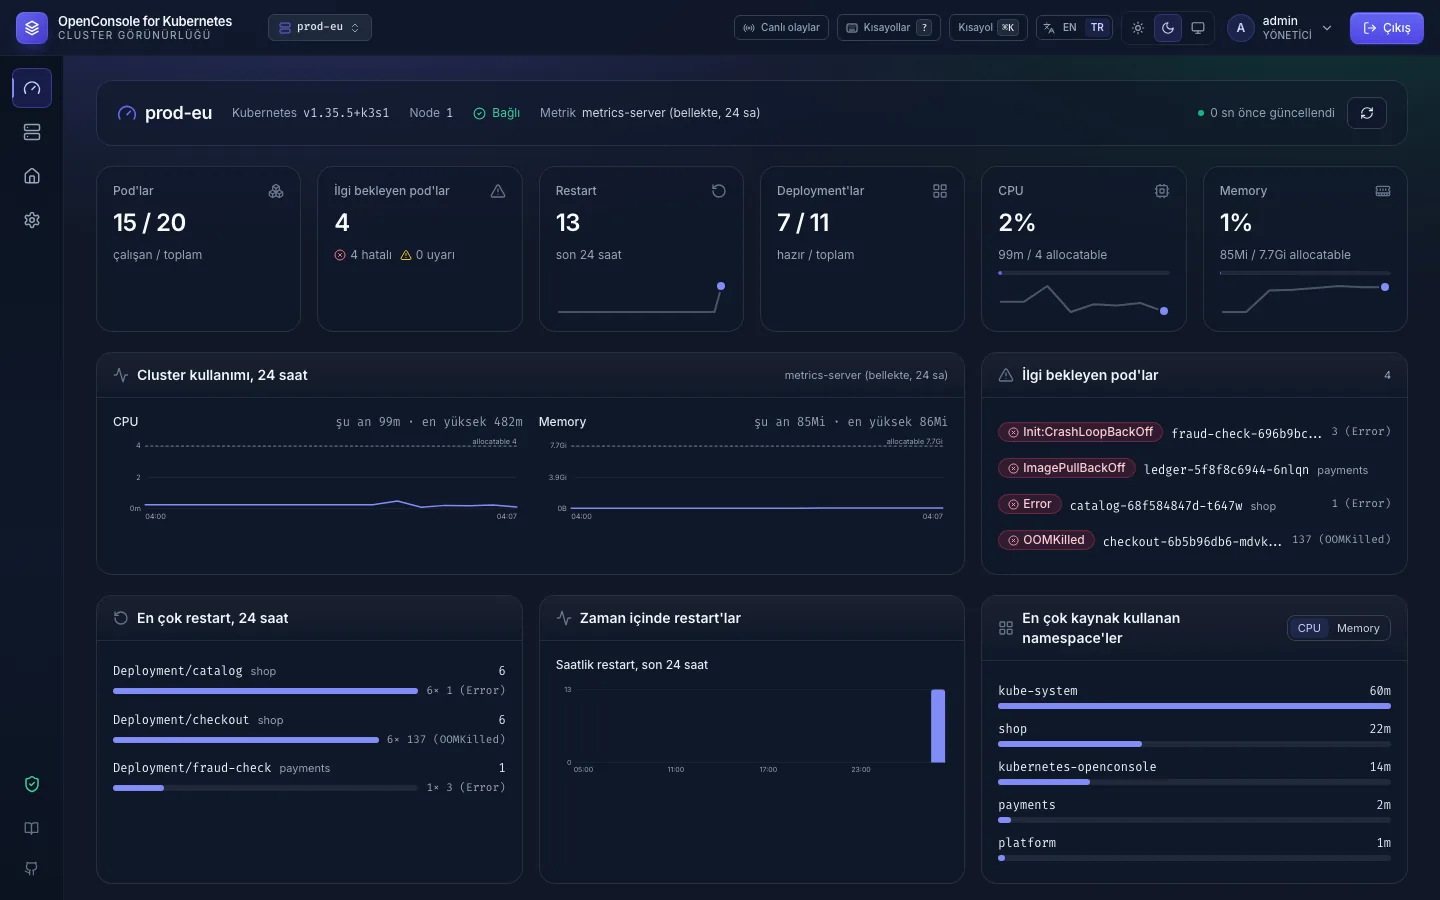 OpenConsole for Kubernetes
CLUSTER GÖRÜNÜRLÜĞÜ
prod-eu
Canlı olaylar
Kısayollar ?
Kısayol ⌘K
EN TR
A
admin
YÖNETİCİ
Çıkış
prod-eu Kubernetes v1.35.5+k3s1 Node 1 Bağlı Metrik metrics-server (bellekte, 24 sa)
0 sn önce güncellendi
Pod'lar
15 / 20
çalışan / toplam
İlgi bekleyen pod'lar
4
4 hatalı 0 uyarı
Restart
13
son 24 saat
Deployment'lar
7 / 11
hazır / toplam
CPU
2%
99m / 4 allocatable
Memory
1%
85Mi / 7.7Gi allocatable
Cluster kullanımı, 24 saat
metrics-server (bellekte, 24 sa)
CPU
şu an 99m · en yüksek 482m
allocatable 4
4
2
0m
04:00 04:07
Memory
şu an 85Mi · en yüksek 86Mi
allocatable 7.7Gi
7.7Gi
3.9Gi
0B
04:00 04:07
İlgi bekleyen pod'lar 4
Init:CrashLoopBackOff fraud-check-696b9bc... 3 (Error)
ImagePullBackOff ledger-5f8f8c6944-6nlqn payments
Error catalog-68f584847d-t647w shop 1 (Error)
OOMKilled checkout-6b5b96db6-mdvk... 137 (OOMKilled)
En çok restart, 24 saat
Deployment/catalog shop 6
6× 1 (Error)
Deployment/checkout shop 6
6× 137 (OOMKilled)
Deployment/fraud-check payments 1
1× 3 (Error)
Zaman içinde restart'lar
Saatlik restart, son 24 saat
13
0
05:00 11:00 17:00 23:00
En çok kaynak kullanan
namespace'ler
CPU Memory
kube-system 60m
shop 22m
kubernetes-openconsole 14m
payments 2m
platform 1m